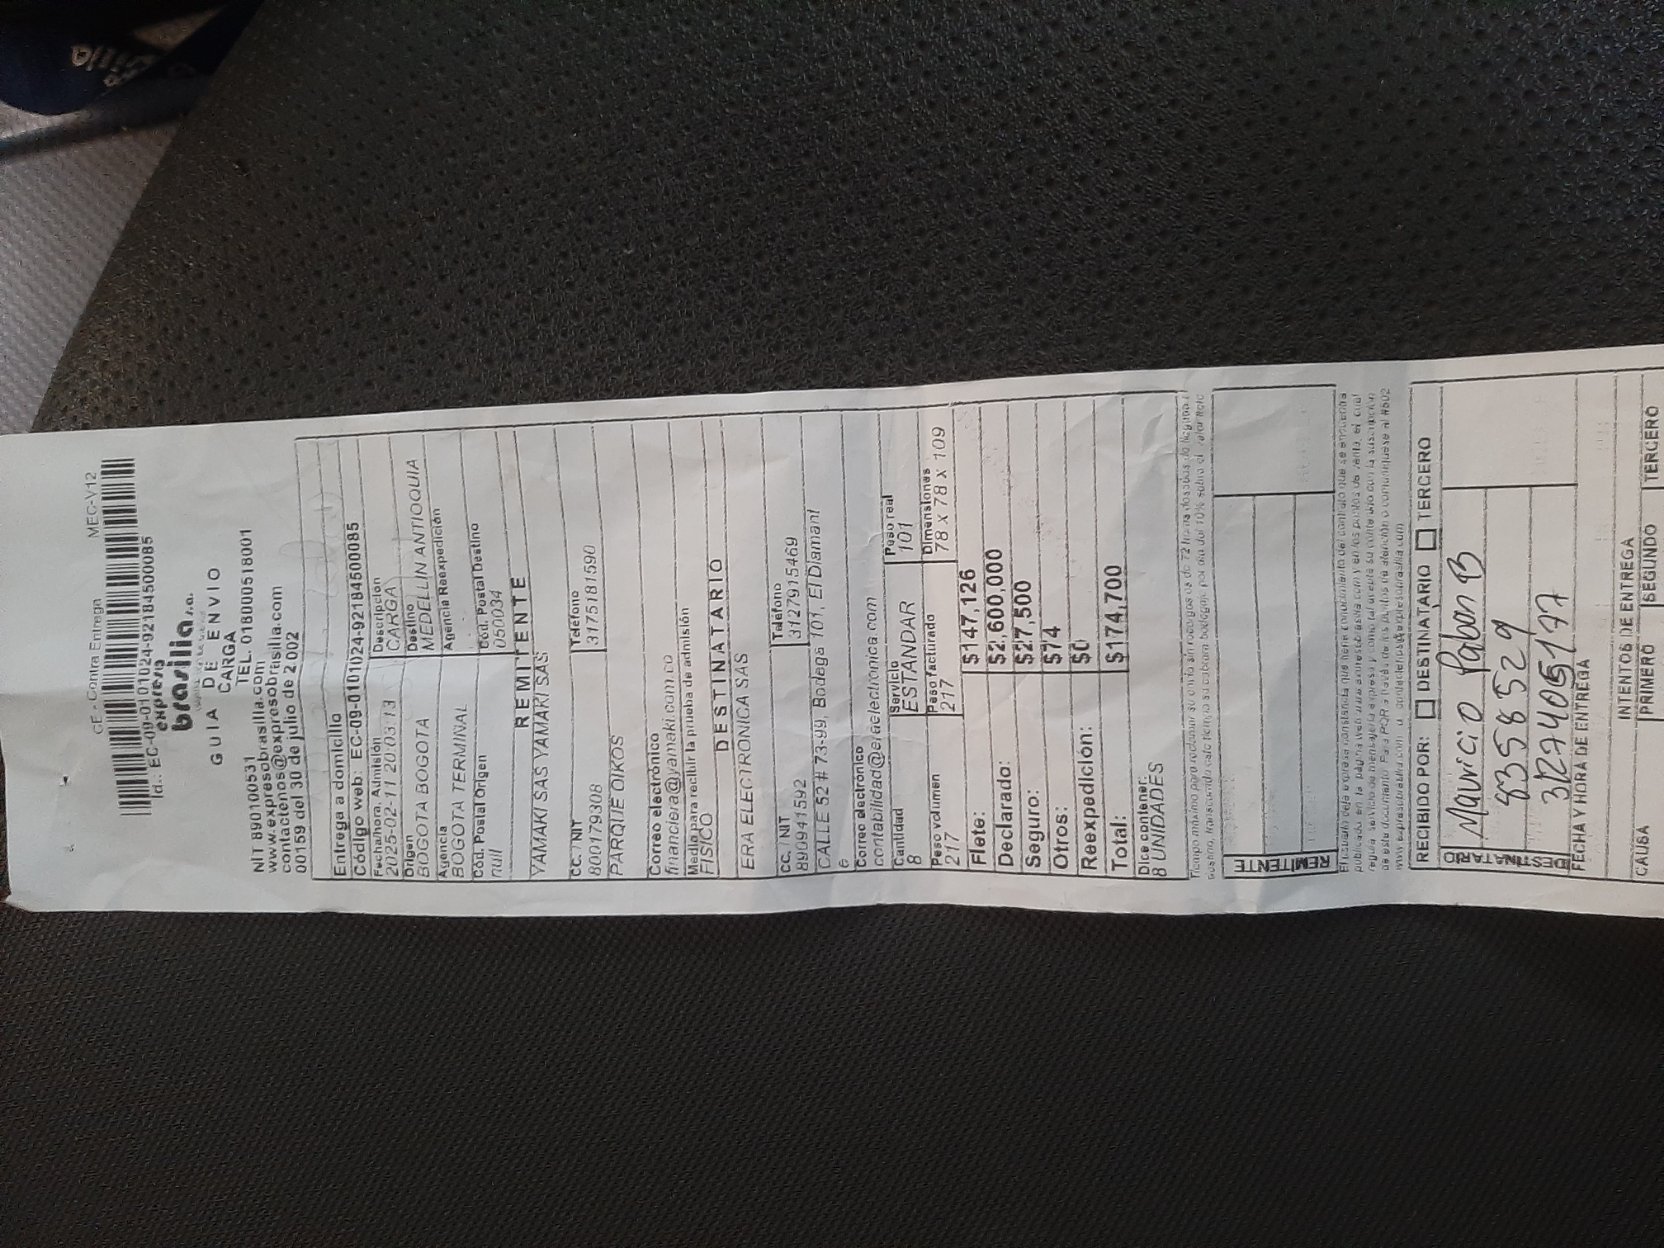 CE - Contra Entrega MEC-V12
Id.: EC-09-0101024-92184500085
expreso
brasilia s.a.
GUIA DE ENVIO
CARGA
NIT 890100531 TEL. 018000518001
www.expresobrasilia.com
contactenos@expresobrasilia.com
00159 del 30 de julio de 2002
Entrega a domicilio
Código web: EC-09-0101024-92184500085
Fecha/hora. Admisión Descripción
2025-02-11 20:03:13 CARGA
Origen Destino
BOGOTA BOGOTA MEDELLIN ANTIOQUIA
Agencia Agencia Reexpedición
BOGOTA TERMINAL
Cód. Postal Origen Cód. Postal Destino
null 050034
REMITENTE
YAMAKI SAS YAMAKI SAS
CC. / NIT Teléfono
800179308 3175181590
PARQUE OIKOS
Correo electrónico
financiera@yamaki.com.co
Medio para recibir la prueba de admisión
FISICO
DESTINATARIO
ERA ELECTRONICA SAS
CC. / NIT Teléfono
890941592 3127915469
CALLE 52 # 73-99, Bodega 101, El Diamant
e
Correo electrónico
contabilidad@eraelectronica.com
Cantidad Servicio Peso real
8 ESTANDAR 101
Peso volumen Peso facturado Dimensiones
217 217 78 x 78 x 109
Flete: $147,126
Declarado: $2,600,000
Seguro: $27,500
Otros: $74
Reexpedición: $0
Total: $174,700
Dice contener:
8 UNIDADES
REMITENTE
RECIBIDO POR: DESTINATARIO TERCERO
DESTINATARIO
Mauricio Pabon B
8358529
3127405177
FECHA Y HORA DE ENTREGA
INTENTOS DE ENTREGA
CAUSA PRIMERO SEGUNDO TERCERO